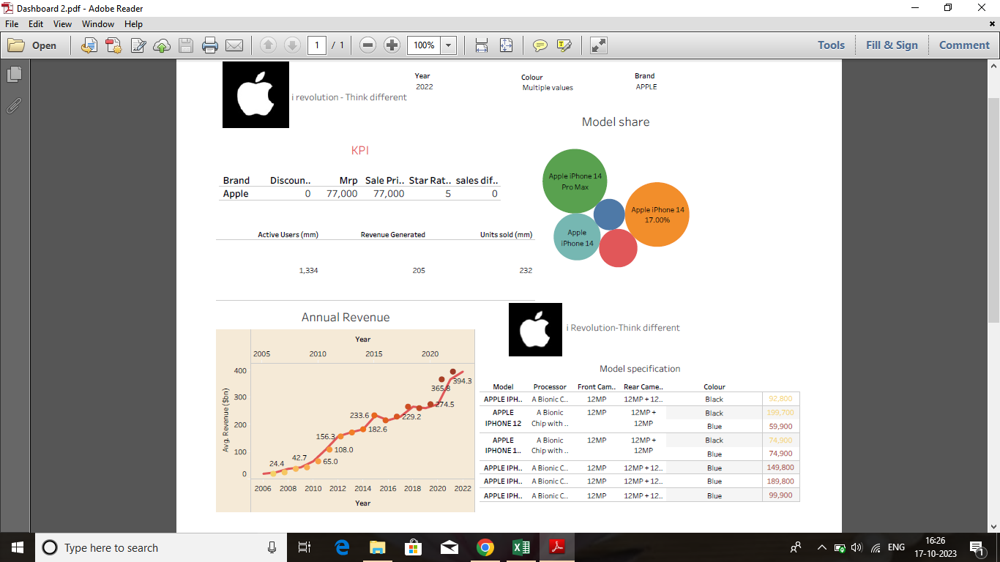 Dashboard 2.pdf - Adobe Reader
File Edit View Window Help
Open 1 / 1 100% Tools Fill & Sign Comment
i revolution - Think different
Year
2022
Colour
Multiple values
Brand
APPLE
KPI
Brand Discoun.. Mrp Sale Pri.. Star Rat.. sales dif..
Apple 0 77,000 77,000 5 0
Active Users (mm) Revenue Generated Units sold (mm)
1,334 205 232
Model share
Apple iPhone 14
Pro Max
Apple iPhone 14
17.00%
Apple
iPhone 14
Annual Revenue
Year
2005 2010 2015 2020
Avg. Revenue ($bn)
400
300
200
100
0
394.3
365.8
274.5
233.6
229.2
182.6
156.3
108.0
65.0
42.7
24.4
2006 2008 2010 2012 2014 2016 2018 2020 2022
Year
i Revolution-Think different
Model specification
Model Processor Front Cam.. Rear Came.. Colour
APPLE IPH.. A Bionic C.. 12MP 12MP + 12.. Black 92,800
APPLE A Bionic 12MP 12MP + Black 199,700
IPHONE 12 Chip with .. 12MP Blue 59,900
APPLE A Bionic 12MP 12MP + Black 74,900
IPHONE 1.. Chip with .. 12MP Blue 74,900
APPLE IPH.. A Bionic C.. 12MP 12MP + 12.. Blue 149,800
APPLE IPH.. A Bionic C.. 12MP 12MP + 12.. Blue 189,800
APPLE IPH.. A Bionic C.. 12MP 12MP + 12.. Blue 99,900
Type here to search
ENG
16:26
17-10-2023
1